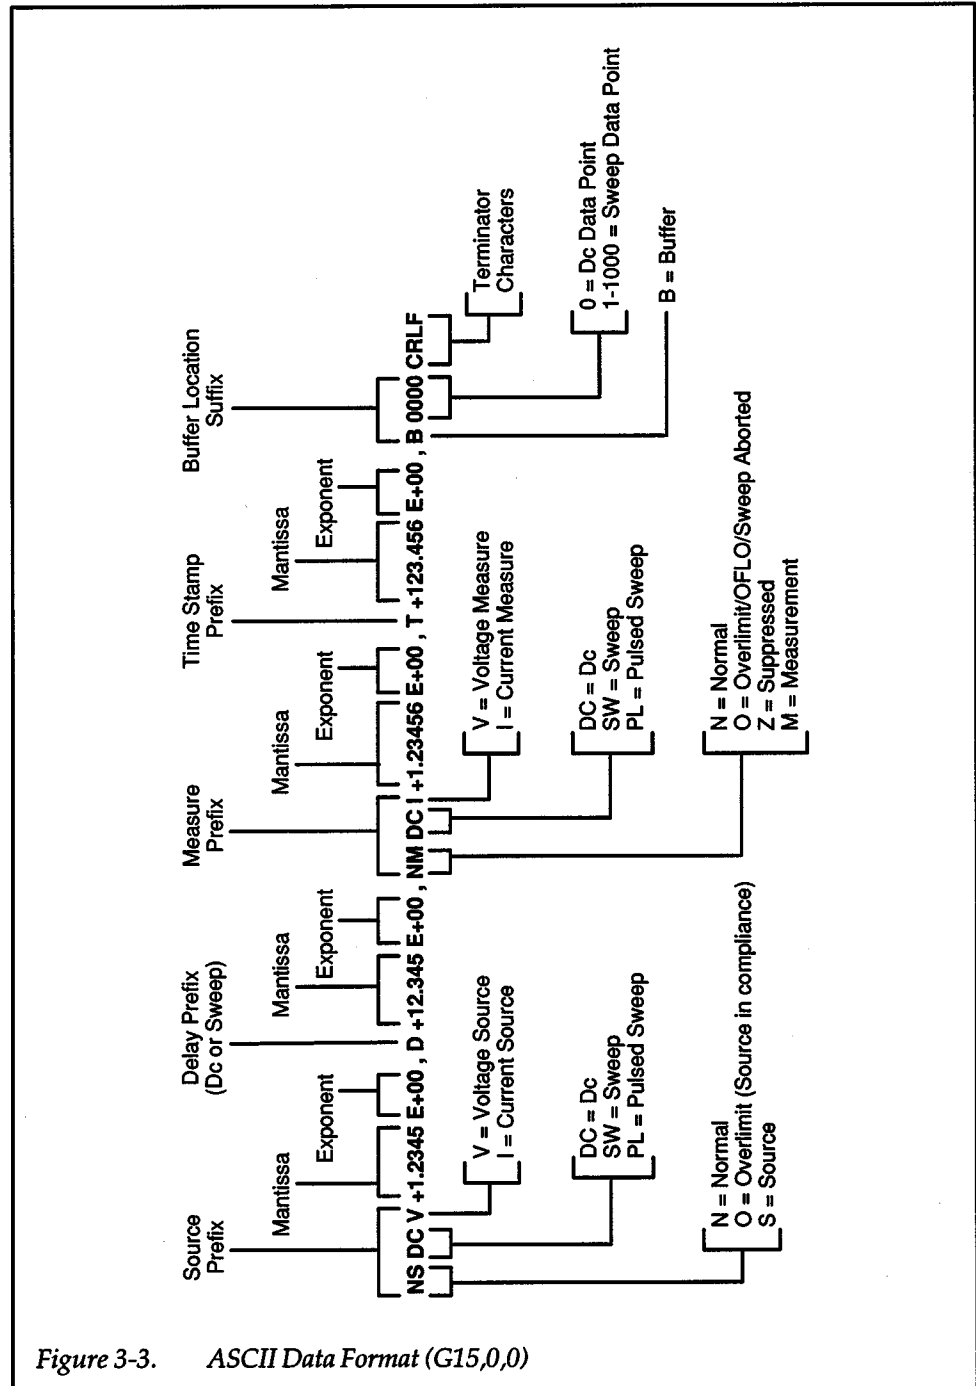 Source
Prefix
Mantissa
Exponent
Delay Prefix
(Dc or Sweep)
Mantissa
Exponent
Measure
Prefix
Mantissa
Exponent
Time Stamp
Prefix
Mantissa
Exponent
Buffer Location
Suffix
NS DC V +1.2345 E+00 , D +12.345 E+00 , NM DC I +1.23456 E+00 , T +123.456 E+00 , B 0000 CRLF
V = Voltage Source
I = Current Source
DC = Dc
SW = Sweep
PL = Pulsed Sweep
N = Normal
O = Overlimit (Source in compliance)
S = Source
V = Voltage Measure
I = Current Measure
DC = Dc
SW = Sweep
PL = Pulsed Sweep
N = Normal
O = Overlimit/OFLO/Sweep Aborted
Z = Suppressed
M = Measurement
Terminator
Characters
0 = Dc Data Point
1-1000 = Sweep Data Point
B = Buffer
Figure 3-3. ASCII Data Format (G15,0,0)